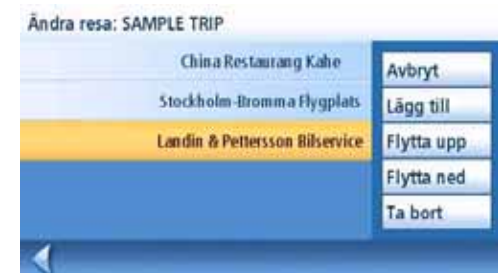 Ändra resa: SAMPLE TRIP
China Restaurang Kahe
Stockholm-Bromma Flygplats
Landin & Pettersson Bilservice
Avbryt
Lägg till
Flytta upp
Flytta ned
Ta bort